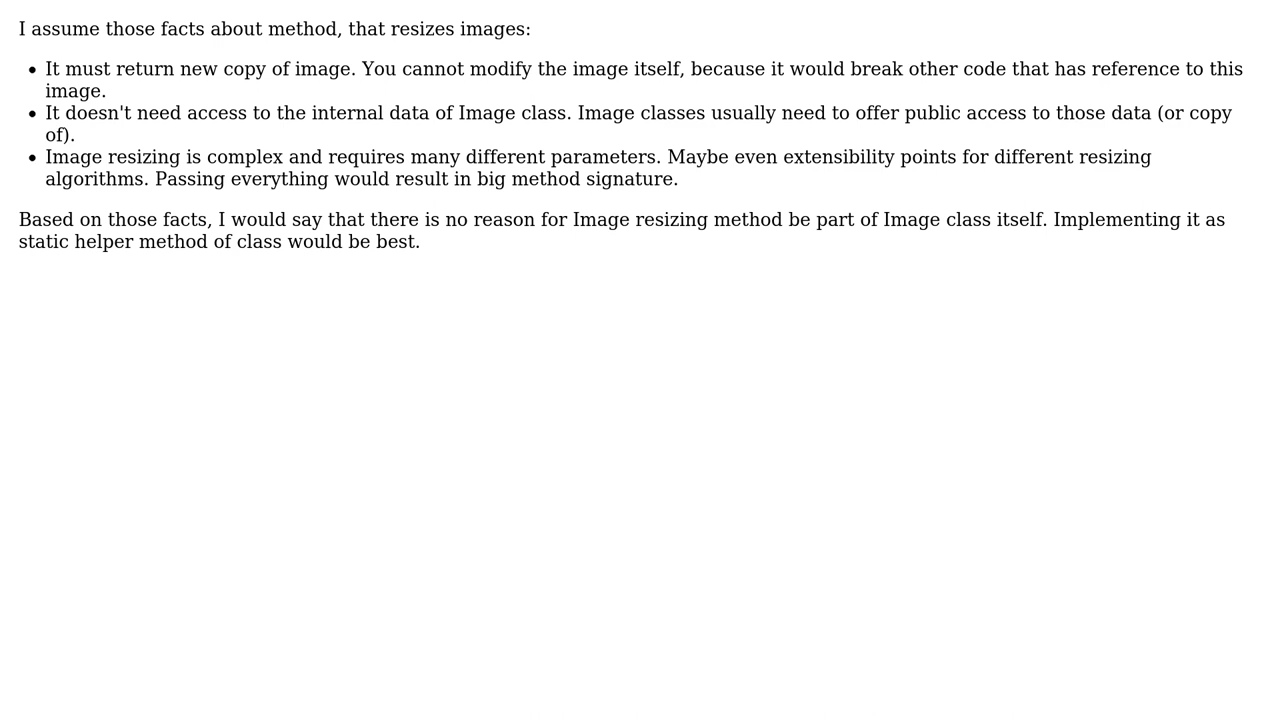 I assume those facts about method, that resizes images:
• It must return new copy of image. You cannot modify the image itself, because it would break other code that has reference to this
image.
• It doesn't need access to the internal data of Image class. Image classes usually need to offer public access to those data (or copy
of).
• Image resizing is complex and requires many different parameters. Maybe even extensibility points for different resizing
algorithms. Passing everything would result in big method signature.
Based on those facts, I would say that there is no reason for Image resizing method be part of Image class itself. Implementing it as
static helper method of class would be best.